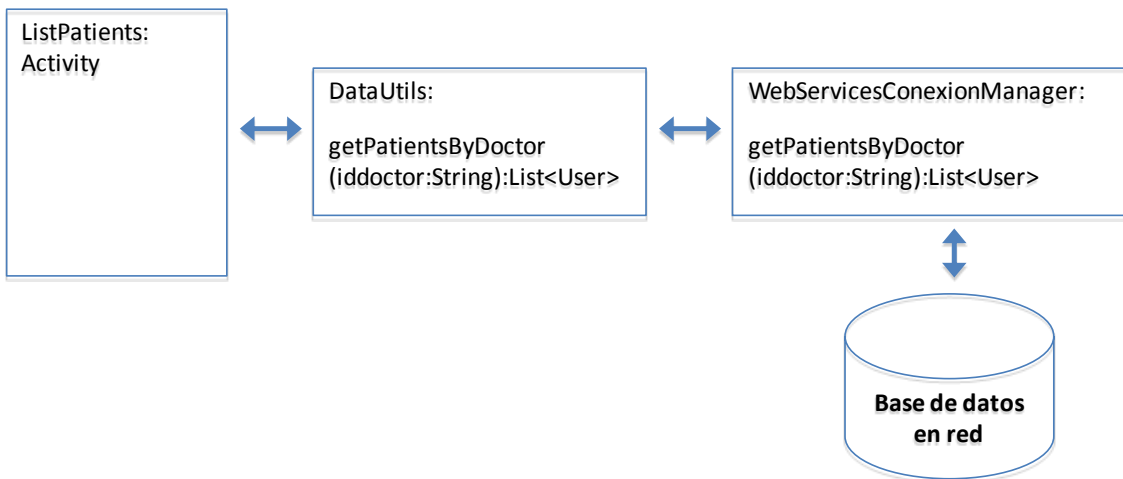 ListPatients:
Activity
DataUtils:
getPatientsByDoctor
(iddoctor:String):List<User>
WebServicesConexionManager:
getPatientsByDoctor
(iddoctor:String):List<User>
Base de datos
en red